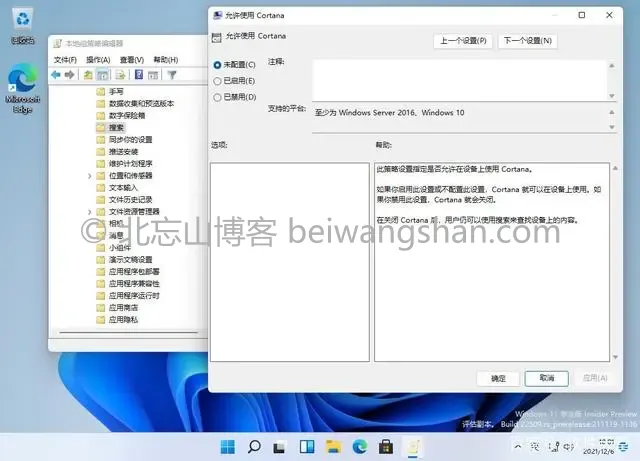 回收站
Microsoft
Edge
本地组策略编辑器
文件(F)
操作(A)
查看(V)
帮助(H)
手写
数据收集和预览版本
数字保险箱
搜索
同步你的设置
推送安装
维护计划程序
位置和传感器
文本输入
文件历史记录
文件资源管理器
相机
消息
小组件
演示文稿设置
应用程序包部署
应用程序兼容性
应用程序运行时
应用商店
应用隐私
允许使用 Cortana
允许使用 Cortana
上一个设置(P)
下一个设置(N)
未配置(C)
已启用(E)
已禁用(D)
注释:
支持的平台:
至少为 Windows Server 2016、Windows 10
选项:
帮助:
此策略设置指定是否允许在设备上使用 Cortana。
如果你启用此设置或不配置此设置，Cortana 就可以在设备上使用。如
果你禁用此设置，Cortana 就会关闭。
在关闭 Cortana 后，用户仍可以使用搜索来查找设备上的内容。
© 北忘山博客 beiwangshan.com
确定
取消
应用(A)
Windows 11 专业版 Insider Preview
评估副本。 Build 22509.rs_prerelease.211119-1136
2021/12/6